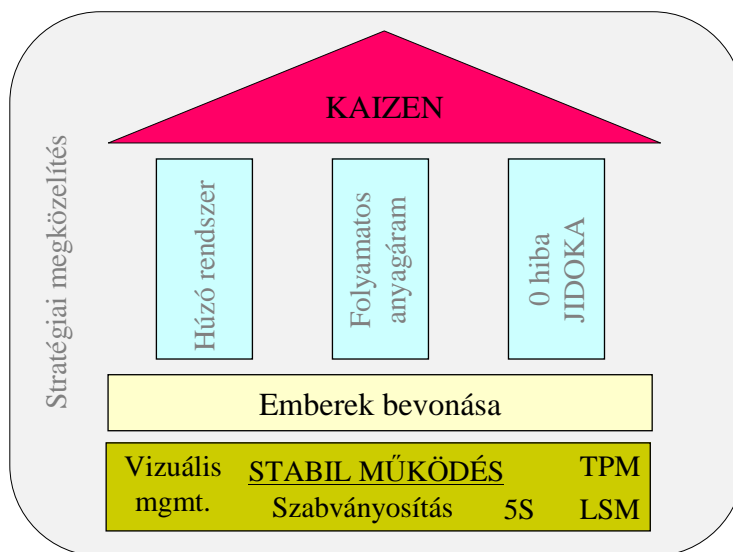 Stratégiai megközelítés
KAIZEN
Húzó rendszer
Folyamatos
anyagáram
0 hiba
JIDOKA
Emberek bevonása
Vizuális
mgmt.
STABIL MŰKÖDÉS
Szabványosítás
5S
TPM
LSM